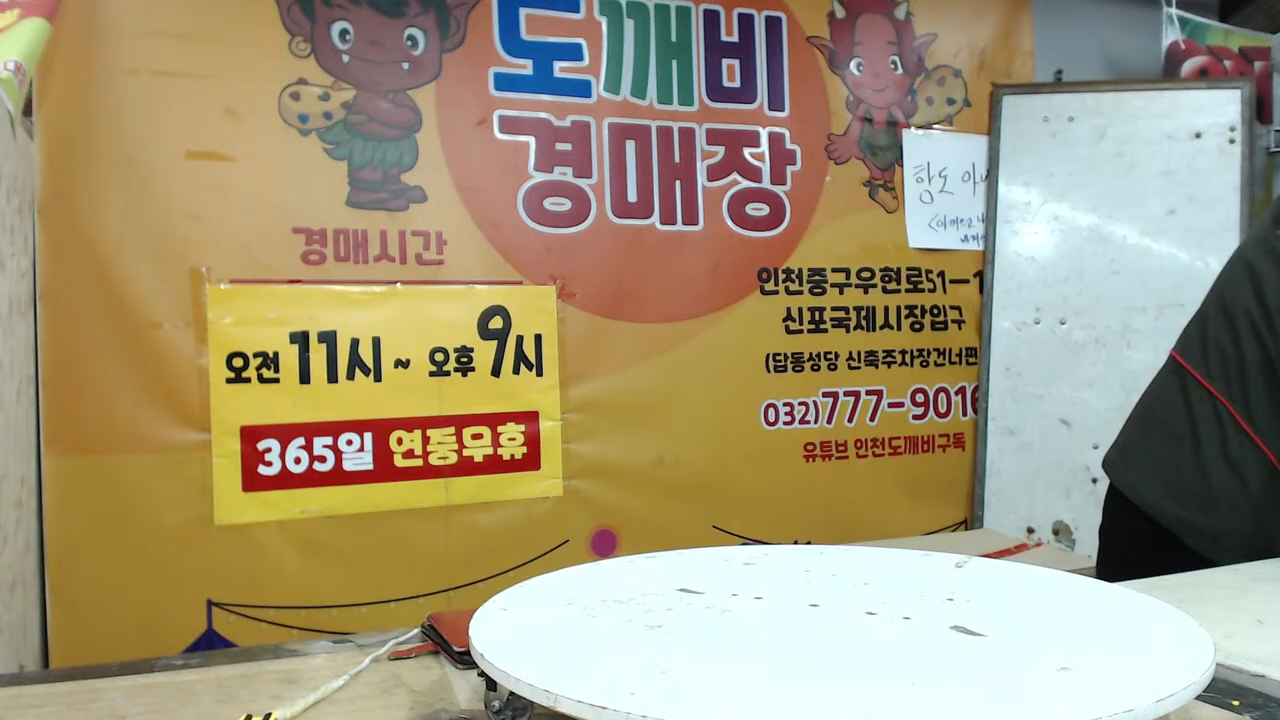 도깨비
경매장
경매시간
오전 11시 ~ 오후 9시
365일 연중무휴
항도
인천중구우현로51-1
신포국제시장입구
(답동성당 신축주차장건너편
032)777-9016
유튜브 인천도깨비구독